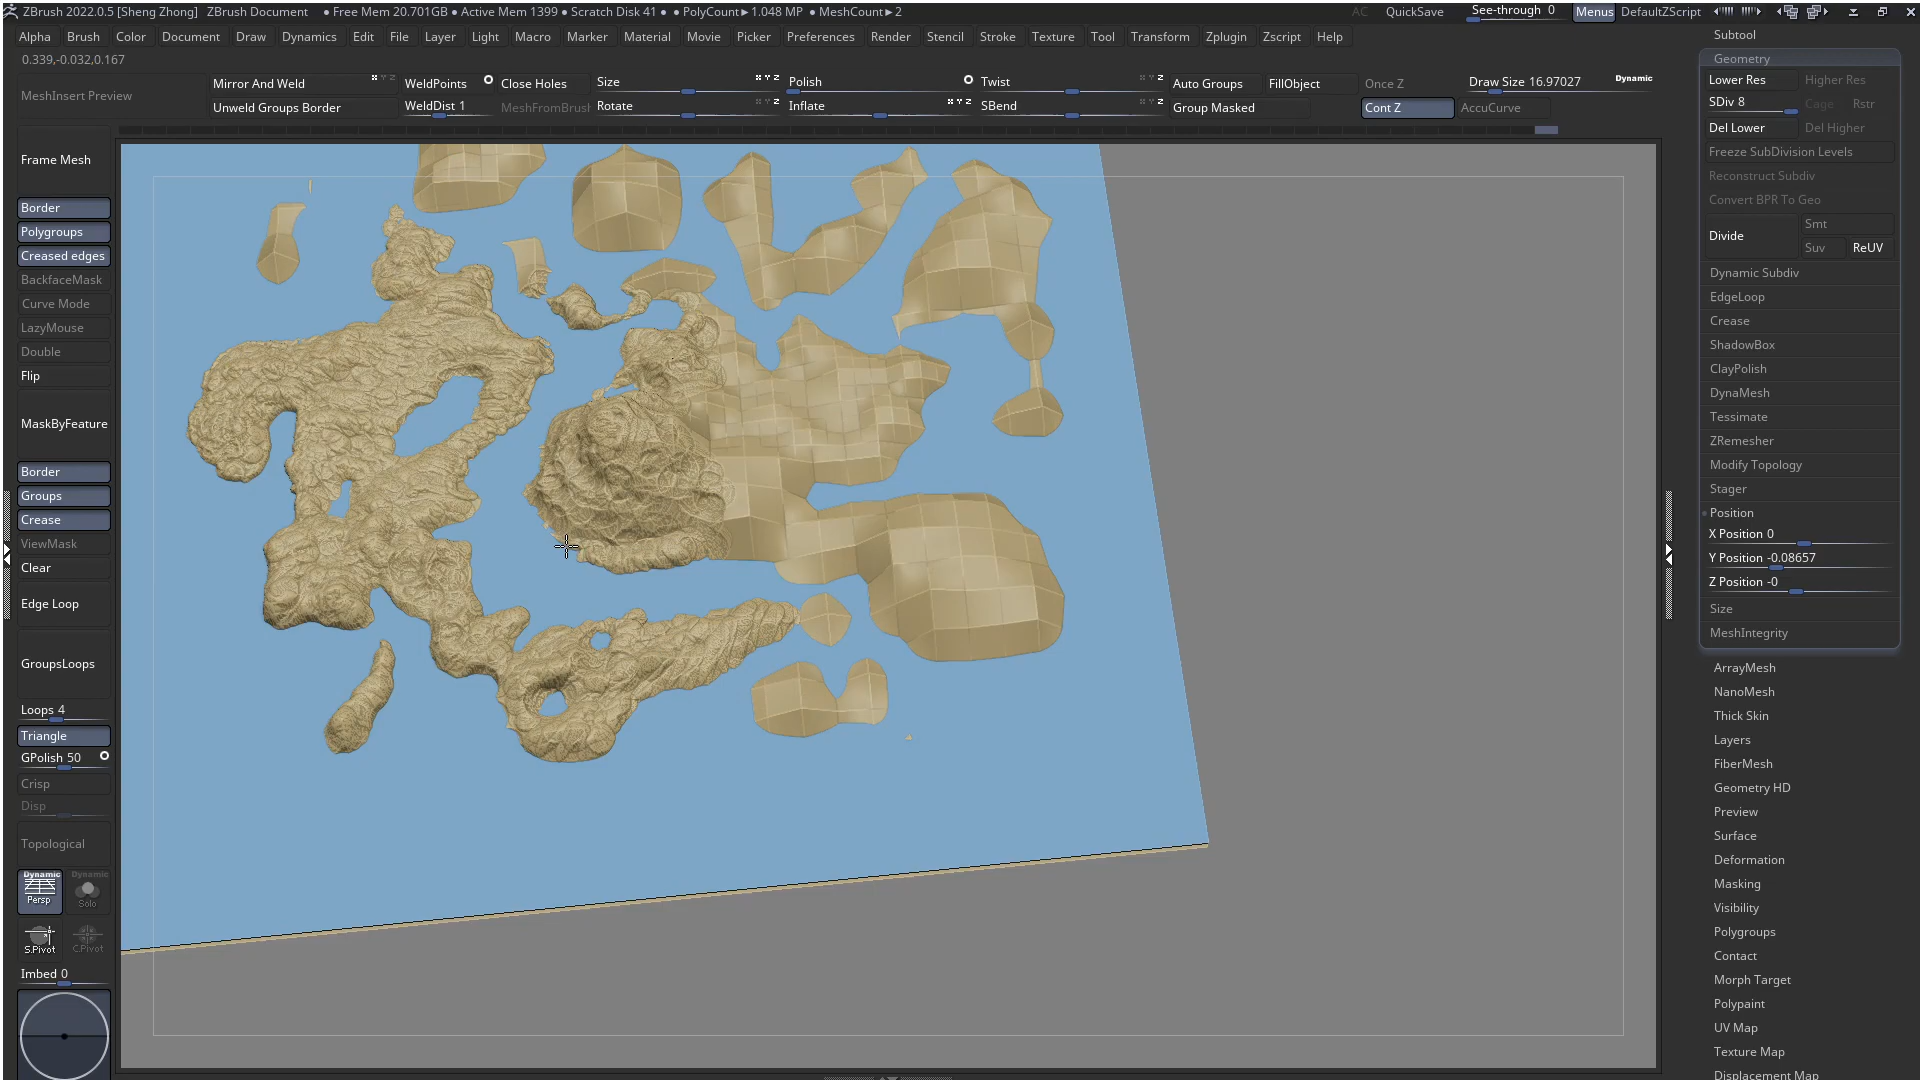 ZBrush 2022.0.5 [Sheng Zhong] ZBrush Document • Free Mem 20.701GB • Active Mem 1399 • Scratch Disk 41 • • PolyCount► 1.048 MP • MeshCount► 2 AC QuickSave See-through 0 Menus DefaultZScript
Alpha Brush Color Document Draw Dynamics Edit File Layer Light Macro Marker Material Movie Picker Preferences Render Stencil Stroke Texture Tool Transform Zplugin Zscript Help
0.339,-0.032,0.167
MeshInsert Preview
Mirror And Weld
WeldPoints
Close Holes
Size
Polish
Twist
Auto Groups
FillObject
Once Z
Draw Size 16.97027
Dynamic
Unweld Groups Border
WeldDist 1
MeshFromBrush
Rotate
Inflate
SBend
Group Masked
Cont Z
AccuCurve
Frame Mesh
Border
Polygroups
Creased edges
BackfaceMask
Curve Mode
LazyMouse
Double
Flip
MaskByFeature
Border
Groups
Crease
ViewMask
Clear
Edge Loop
GroupsLoops
Loops 4
Triangle
GPolish 50
Crisp
Disp
Topological
Dynamic
Persp
Dynamic
Solo
S.Pivot
C.Pivot
Imbed 0
Subtool
Geometry
Lower Res
Higher Res
SDiv 8
Cage
Rstr
Del Lower
Del Higher
Freeze SubDivision Levels
Reconstruct Subdiv
Convert BPR To Geo
Divide
Smt
Suv
ReUV
Dynamic Subdiv
EdgeLoop
Crease
ShadowBox
ClayPolish
DynaMesh
Tessimate
ZRemesher
Modify Topology
Stager
Position
X Position 0
Y Position -0.08657
Z Position -0
Size
MeshIntegrity
ArrayMesh
NanoMesh
Thick Skin
Layers
FiberMesh
Geometry HD
Preview
Surface
Deformation
Masking
Visibility
Polygroups
Contact
Morph Target
Polypaint
UV Map
Texture Map
Displacement Map